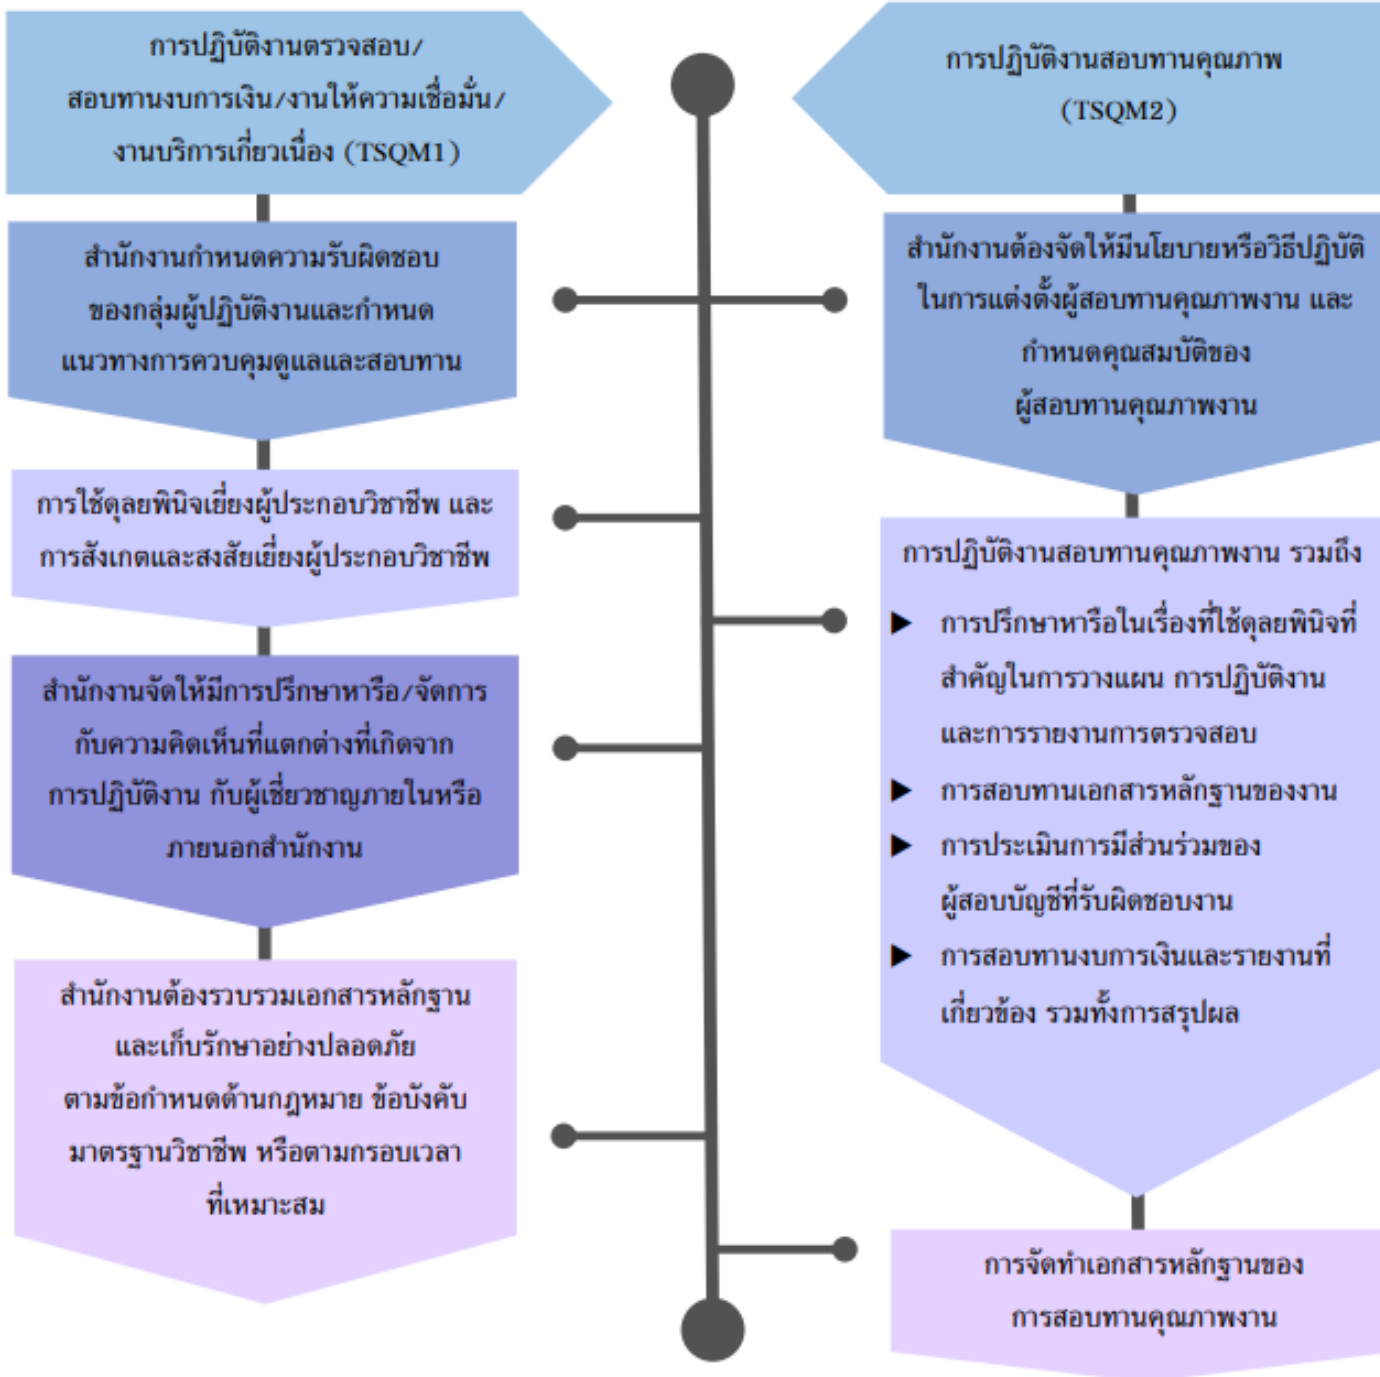 การปฏิบัติงานตรวจสอบ/
สอบทานงบการเงิน/งานให้ความเชื่อมั่น/
งานบริการเกี่ยวเนื่อง (TSQM1)
สำนักงานกำหนดความรับผิดชอบ
ของกลุ่มผู้ปฏิบัติงานและกำหนด
แนวทางการควบคุมดูแลและสอบทาน
การใช้ดุลยพินิจเยี่ยงผู้ประกอบวิชาชีพ และ
การสังเกตและสงสัยเยี่ยงผู้ประกอบวิชาชีพ
สำนักงานจัดให้มีการปรึกษาหารือ/จัดการ
กับความคิดเห็นที่แตกต่างที่เกิดจาก
การปฏิบัติงาน กับผู้เชี่ยวชาญภายในหรือ
ภายนอกสำนักงาน
สำนักงานต้องรวบรวมเอกสารหลักฐาน
และเก็บรักษาอย่างปลอดภัย
ตามข้อกำหนดด้านกฎหมาย ข้อบังคับ
มาตรฐานวิชาชีพ หรือตามกรอบเวลา
ที่เหมาะสม
การปฏิบัติงานสอบทานคุณภาพ
(TSQM2)
สำนักงานต้องจัดให้มีนโยบายหรือวิธีปฏิบัติ
ในการแต่งตั้งผู้สอบทานคุณภาพงาน และ
กำหนดคุณสมบัติของ
ผู้สอบทานคุณภาพงาน
การปฏิบัติงานสอบทานคุณภาพงาน รวมถึง
▶ การปรึกษาหารือในเรื่องที่ใช้ดุลยพินิจที่
สำคัญในการวางแผน การปฏิบัติงาน
และการรายงานการตรวจสอบ
▶ การสอบทานเอกสารหลักฐานของงาน
▶ การประเมินการมีส่วนร่วมของ
ผู้สอบบัญชีที่รับผิดชอบงาน
▶ การสอบทานงบการเงินและรายงานที่
เกี่ยวข้อง รวมทั้งการสรุปผล
การจัดทำเอกสารหลักฐานของ
การสอบทานคุณภาพงาน